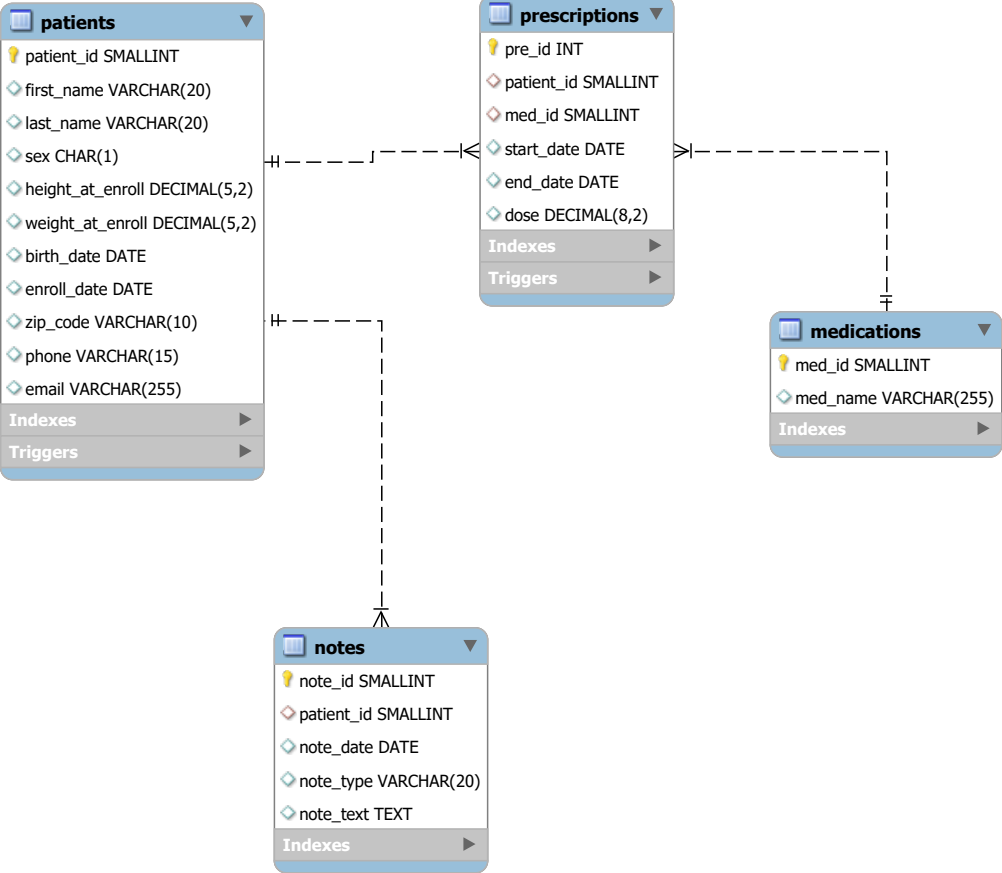 patients
patient_id SMALLINT
first_name VARCHAR(20)
last_name VARCHAR(20)
sex CHAR(1)
height_at_enroll DECIMAL(5,2)
weight_at_enroll DECIMAL(5,2)
birth_date DATE
enroll_date DATE
zip_code VARCHAR(10)
phone VARCHAR(15)
email VARCHAR(255)
Indexes
Triggers
prescriptions
pre_id INT
patient_id SMALLINT
med_id SMALLINT
start_date DATE
end_date DATE
dose DECIMAL(8,2)
Indexes
Triggers
medications
med_id SMALLINT
med_name VARCHAR(255)
Indexes
notes
note_id SMALLINT
patient_id SMALLINT
note_date DATE
note_type VARCHAR(20)
note_text TEXT
Indexes